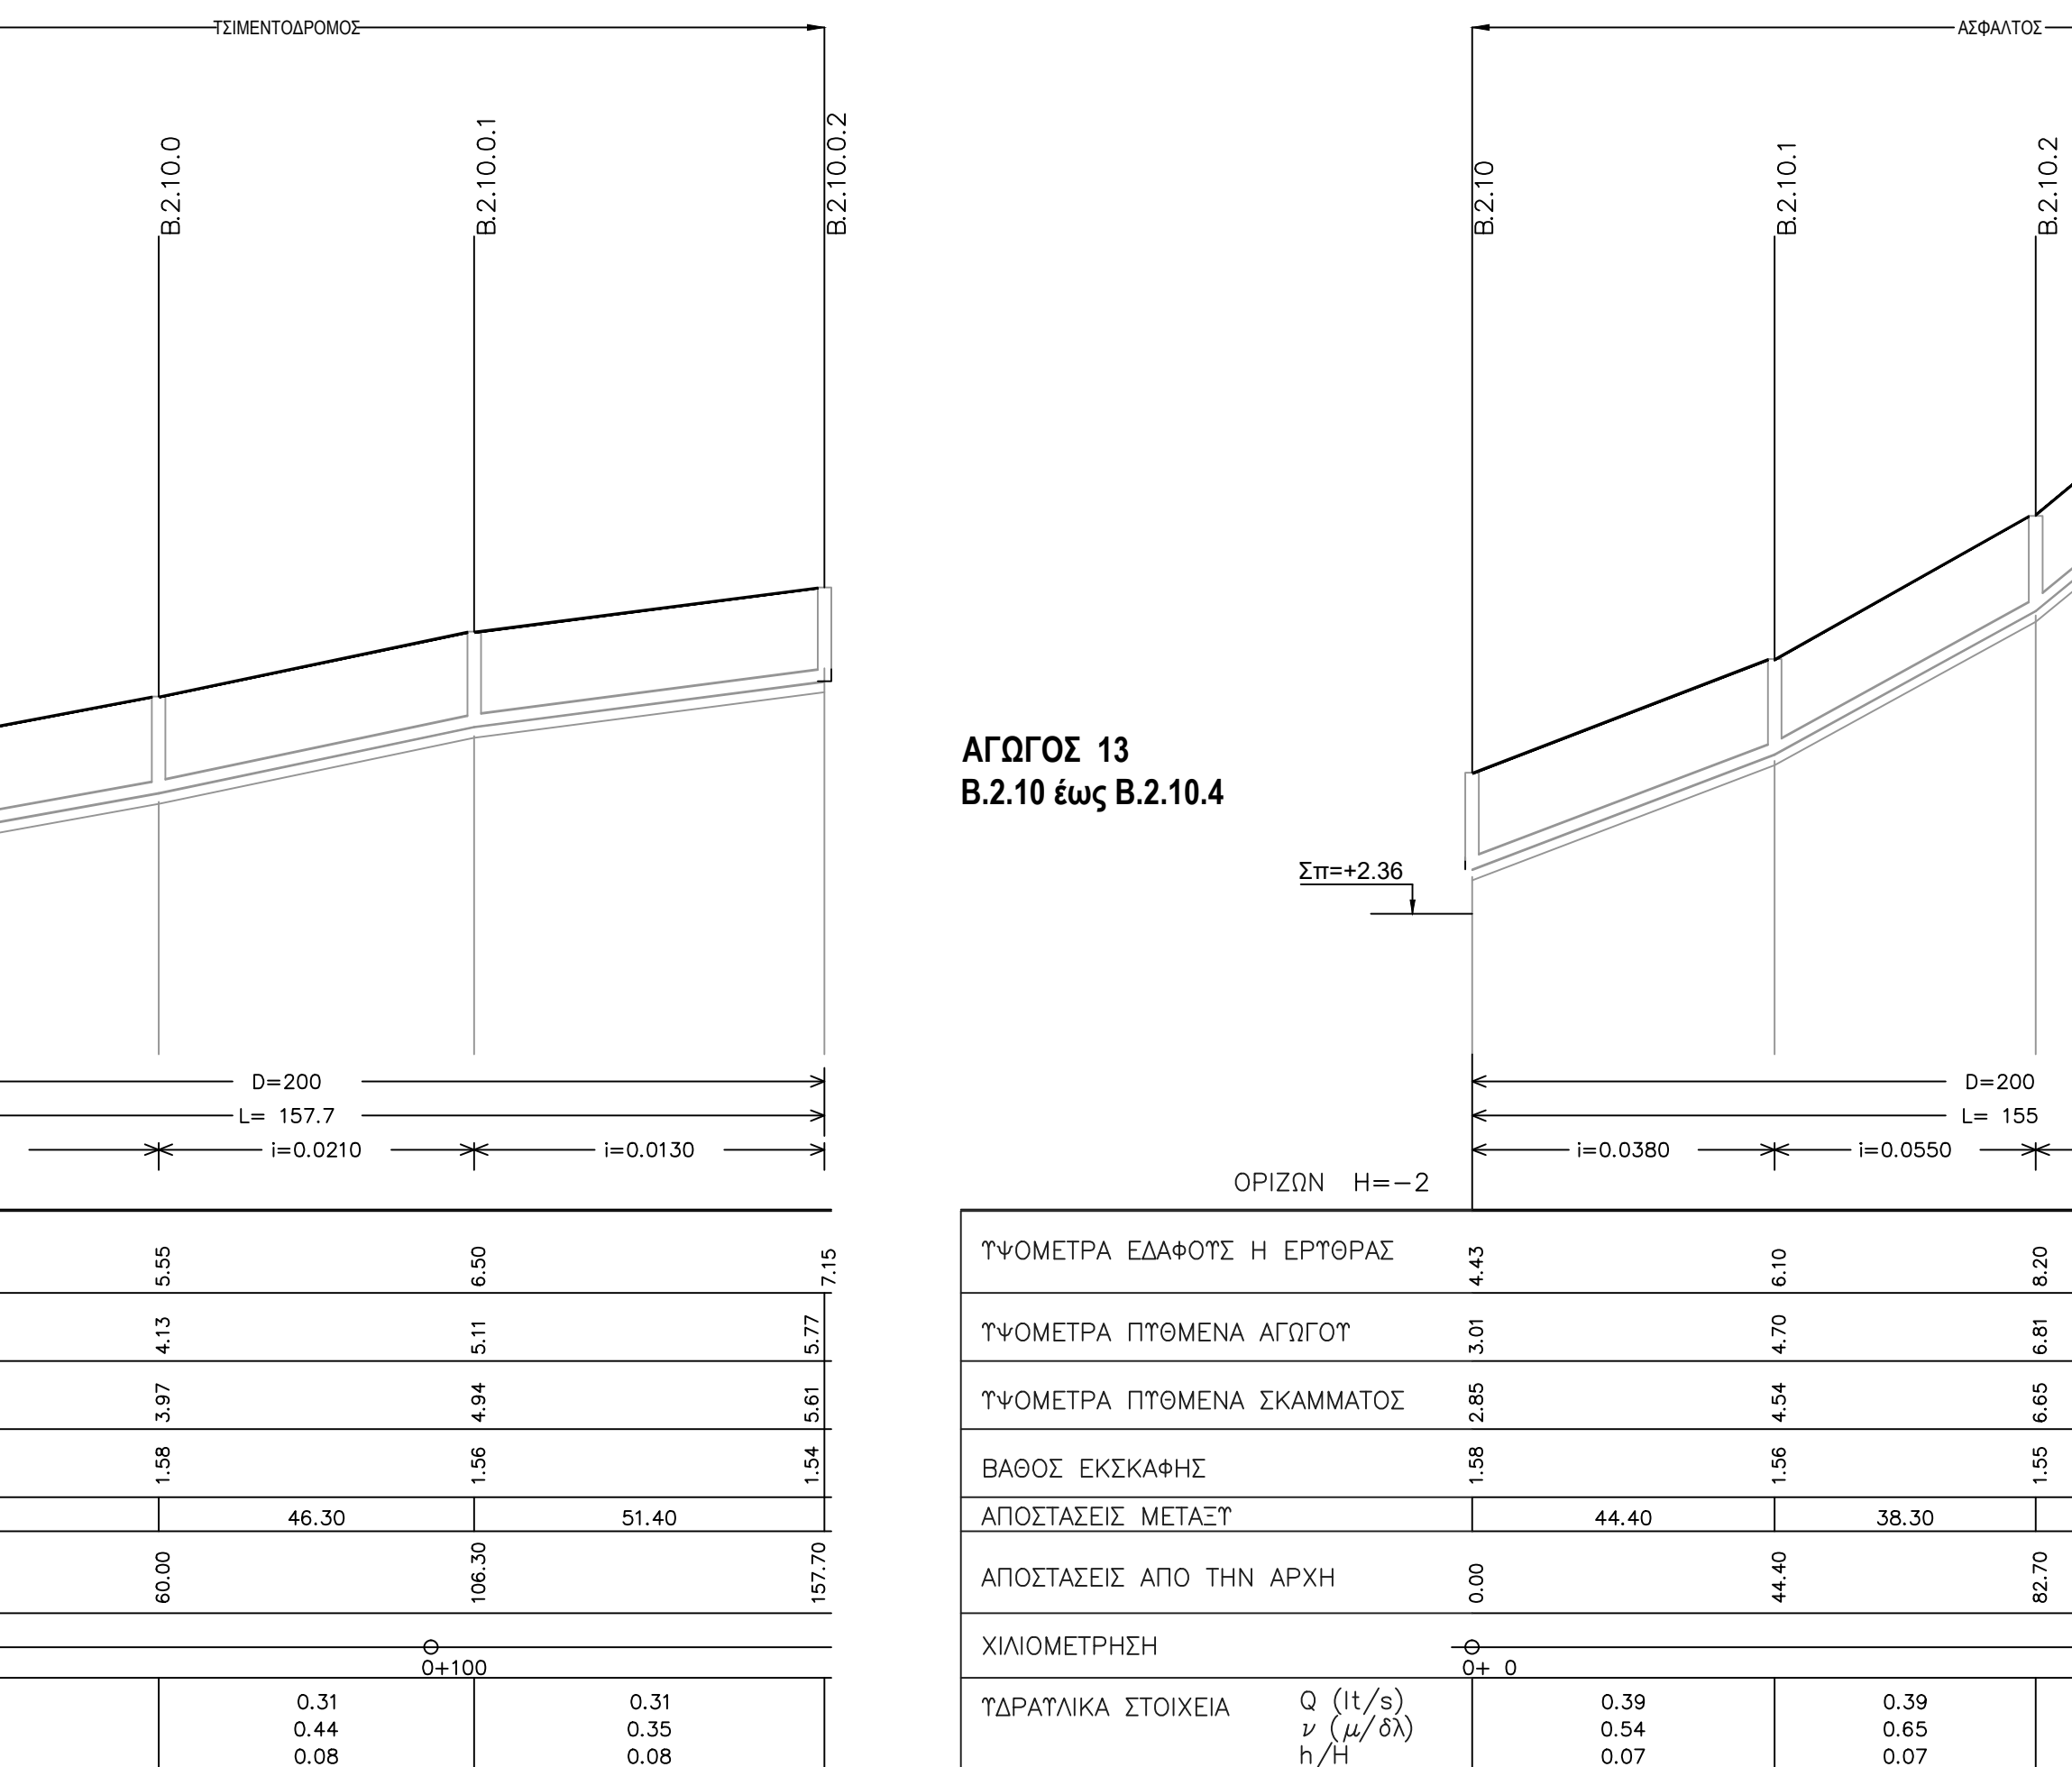 ΤΣΙΜΕΝΤΟΔΡΟΜΟΣ
ΑΣΦΑΛΤΟΣ
Β.2.10.0
Β.2.10.0.1
Β.2.10.0.2
Β.2.10
Β.2.10.1
Β.2.10.2
ΑΓΩΓΟΣ 13
Β.2.10 έως Β.2.10.4
Σπ=+2.36
D=200
L= 157.7
i=0.0210
i=0.0130
D=200
L= 155
i=0.0380
i=0.0550
ΟΡΙΖΩΝ Η=-2
5.55 6.50 7.15
4.13 5.11 5.77
3.97 4.94 5.61
1.58 1.56 1.54
46.30 51.40
60.00 106.30 157.70
0+100
0.31 0.31
0.44 0.35
0.08 0.08
ΥΨΟΜΕΤΡΑ ΕΔΑΦΟΥΣ Η ΕΡΥΘΡΑΣ 4.43 6.10 8.20
ΥΨΟΜΕΤΡΑ ΠΥΘΜΕΝΑ ΑΓΩΓΟΥ 3.01 4.70 6.81
ΥΨΟΜΕΤΡΑ ΠΥΘΜΕΝΑ ΣΚΑΜΜΑΤΟΣ 2.85 4.54 6.65
ΒΑΘΟΣ ΕΚΣΚΑΦΗΣ 1.58 1.56 1.55
ΑΠΟΣΤΑΣΕΙΣ ΜΕΤΑΞΥ 44.40 38.30
ΑΠΟΣΤΑΣΕΙΣ ΑΠΟ ΤΗΝ ΑΡΧΗ 0.00 44.40 82.70
ΧΙΛΙΟΜΕΤΡΗΣΗ
0+ 0
ΥΔΡΑΥΛΙΚΑ ΣΤΟΙΧΕΙΑ Q (lt/s) 0.39 0.39
ν (μ/δλ) 0.54 0.65
h/H 0.07 0.07